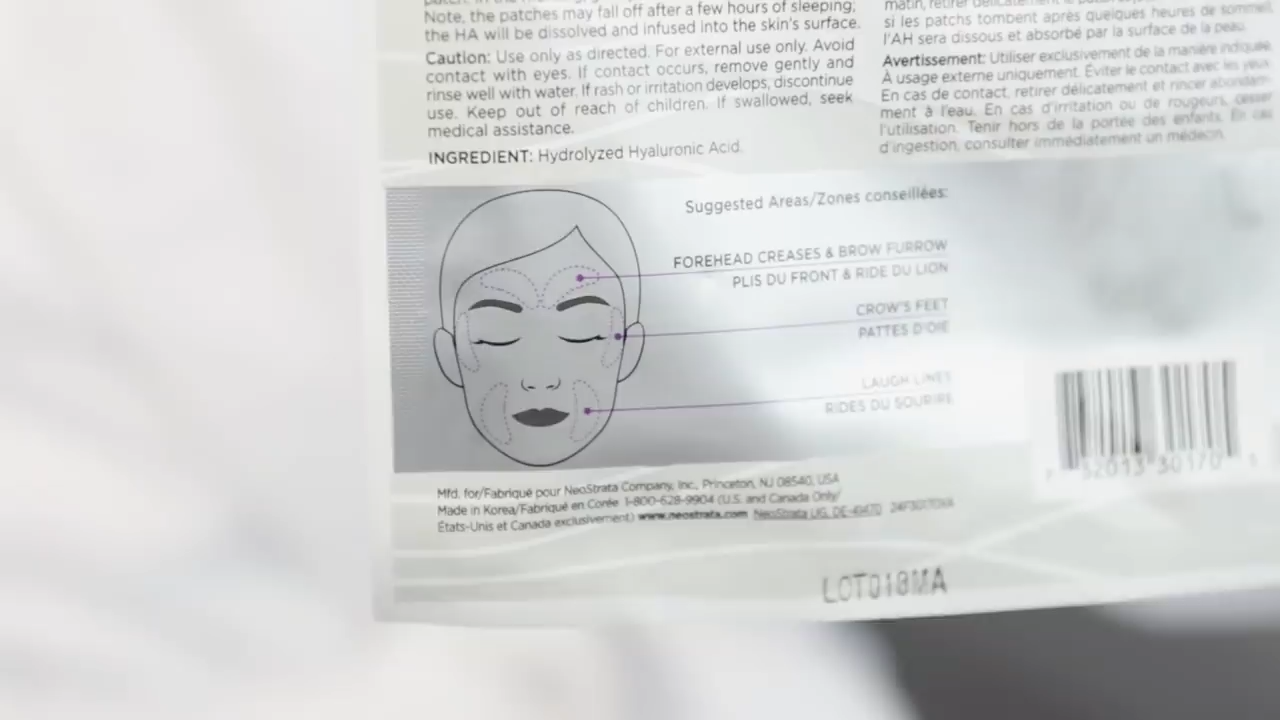 Note, the patches may fall off after a few hours of sleeping;
the HA will be dissolved and infused into the skin's surface.
Caution: Use only as directed. For external use only. Avoid
contact with eyes. If contact occurs, remove gently and
rinse well with water. If rash or irritation develops, discontinue
use. Keep out of reach of children. If swallowed, seek
medical assistance.
INGREDIENT: Hydrolyzed Hyaluronic Acid
matin, retirer
si les patchs tombent après quelques heures de sommeil,
l'AH sera dissous et absorbé par la surface de la peau.
Avertissement: Utiliser exclusivement de la manière indiquée.
À usage externe uniquement. Éviter le contact avec les yeux.
En cas de contact, retirer délicatement et rincer abondam-
ment à l'eau. En cas d'irritation ou de rougeurs, cesser
l'utilisation. Tenir hors de la portée des enfants. En cas
d'ingestion, consulter immédiatement un médecin.
Suggested Areas/Zones conseillées:
FOREHEAD CREASES & BROW FURROW
PLIS DU FRONT & RIDE DU LION
CROW'S FEET
PATTES D'OIE
LAUGH LINES
RIDES DU SOURIRE
Mfd. for/Fabriqué pour NeoStrata Company, Inc., Princeton, NJ 08540, USA
Made in Korea/Fabriqué en Corée 1-800-628-9904 (U.S. and Canada Only/
États-Unis et Canada exclusivement) www.neostrata.com NeoStrata UG, DE-49470
LOT018MA